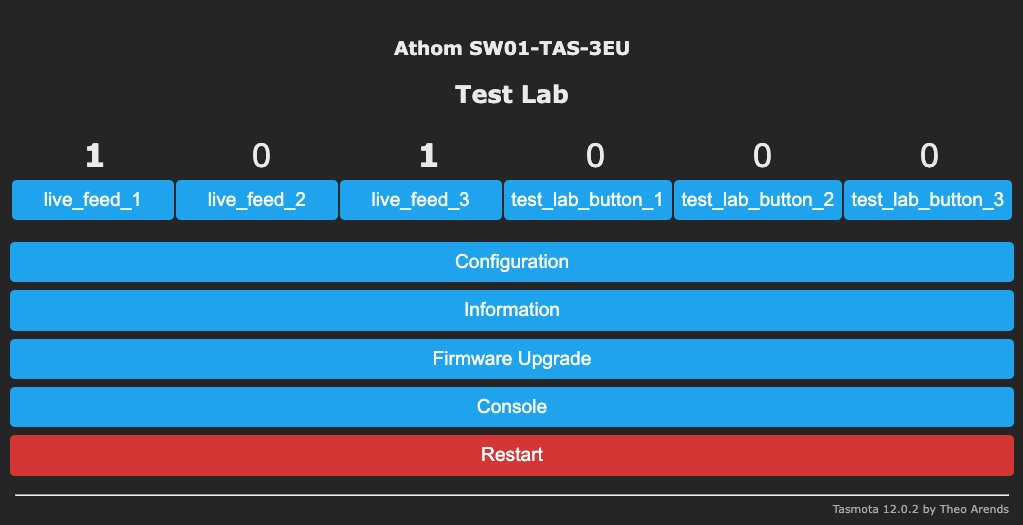 Athom SW01-TAS-3EU
Test Lab
1 0 1 0 0 0
live_feed_1 live_feed_2 live_feed_3 test_lab_button_1 test_lab_button_2 test_lab_button_3
Configuration
Information
Firmware Upgrade
Console
Restart
Tasmota 12.0.2 by Theo Arends